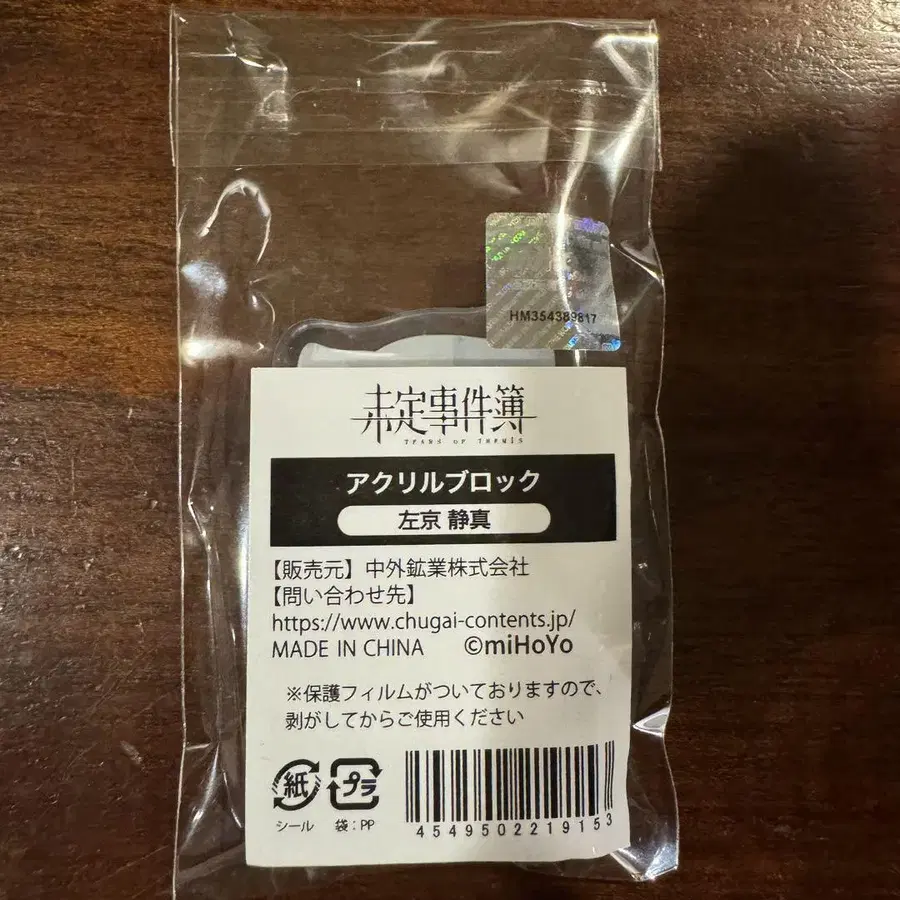 HM354389817
未定事件簿
TEARS OF THEMIS
アクリルブロック
左京 静真
【販売元】中外鉱業株式会社
【問い合わせ先】
https://www.chugai-contents.jp/
MADE IN CHINA ©miHoYo
※保護フィルムがついておりますので、
剥がしてからご使用ください
紙 プラ
シール 袋：PP
4549502219153